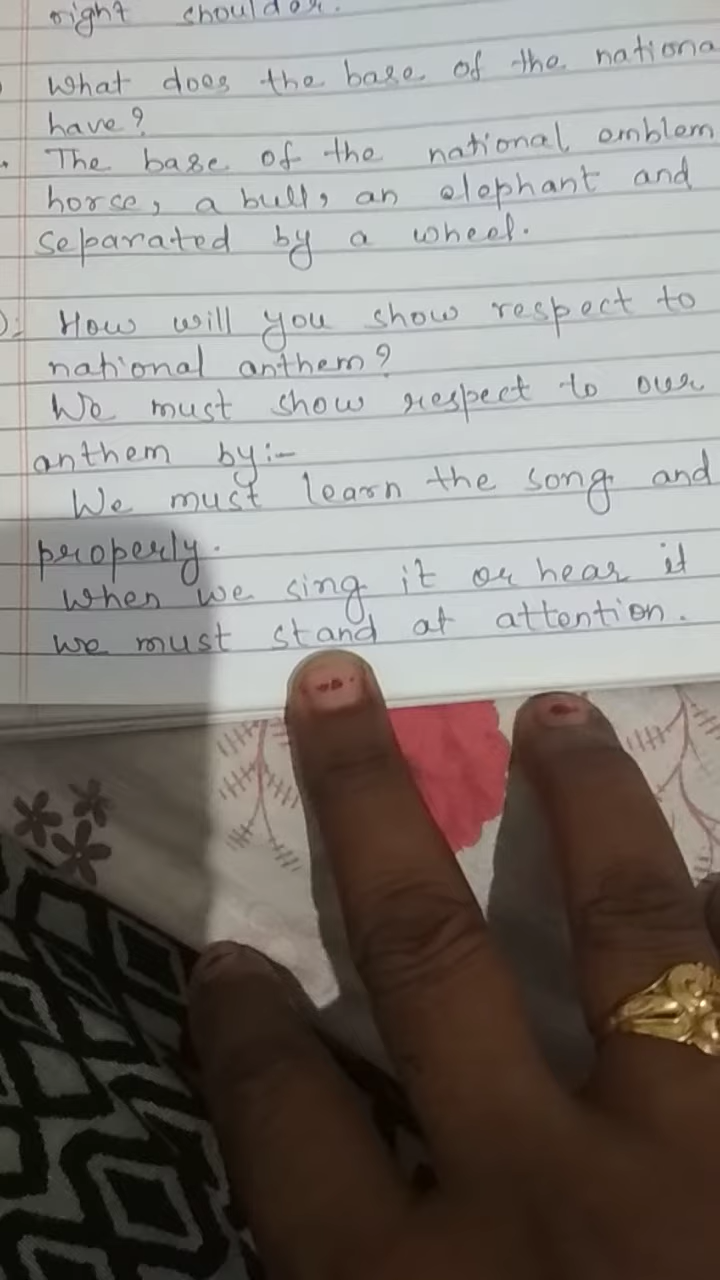 right shoulder.
What does the base of the nationa
have?
The base of the national emblem
horse, a bull, an elephant and
separated by a wheel.
How will you show respect to
national anthem?
We must show respect to our
anthem by:-
We must learn the song and
properly.
When we sing it or hear it
we must stand at attention.